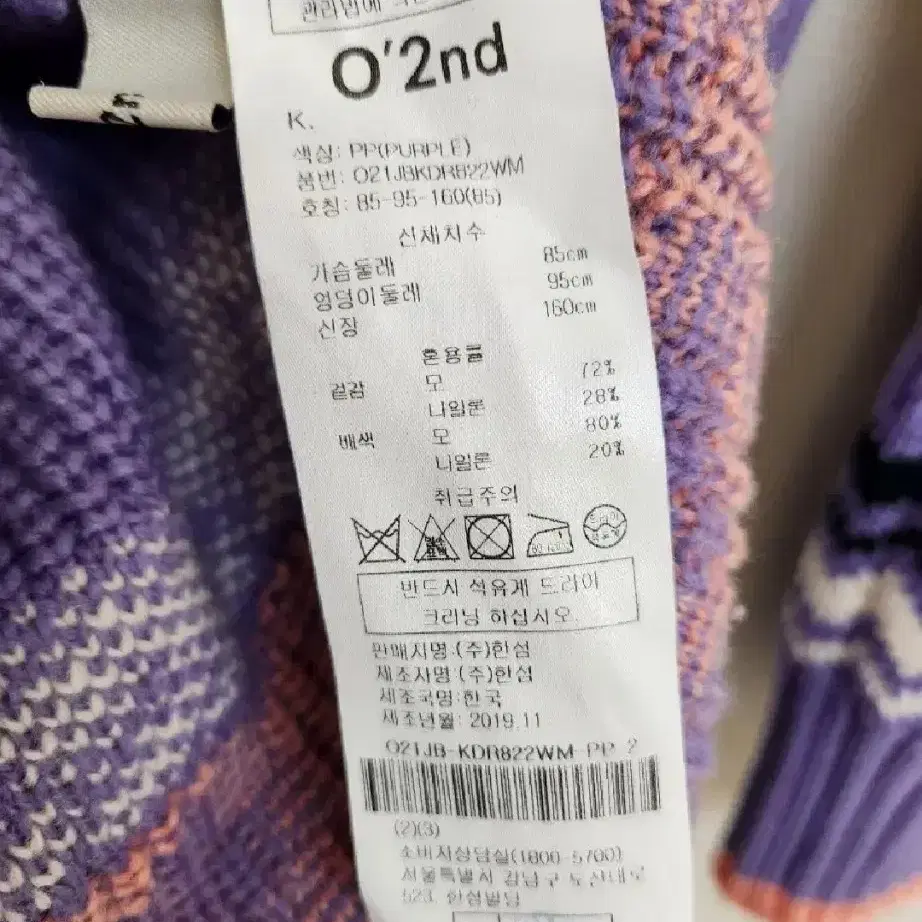 관리법에
O'2nd
K.
색상: PP(PURPLE)
품번: O21JBKDR822WM
호칭: 85-95-160(85)
신체치수
가슴둘레 85cm
엉덩이둘레 95cm
신장 160cm
혼용률
겉감 모 72%
나일론 28%
배색 모 80%
나일론 20%
취급주의
반드시 석유계 드라이
크리닝 하십시오.
판매자명:(주)한섬
제조사명:(주)한섬
제조국명:한국
제조년월: 2019.11
O21JB-KDR822WM-PP 2
(2)(3)
소비자상담실(1800-5700)
서울특별시 강남구 도산대로
523, 한섬빌딩